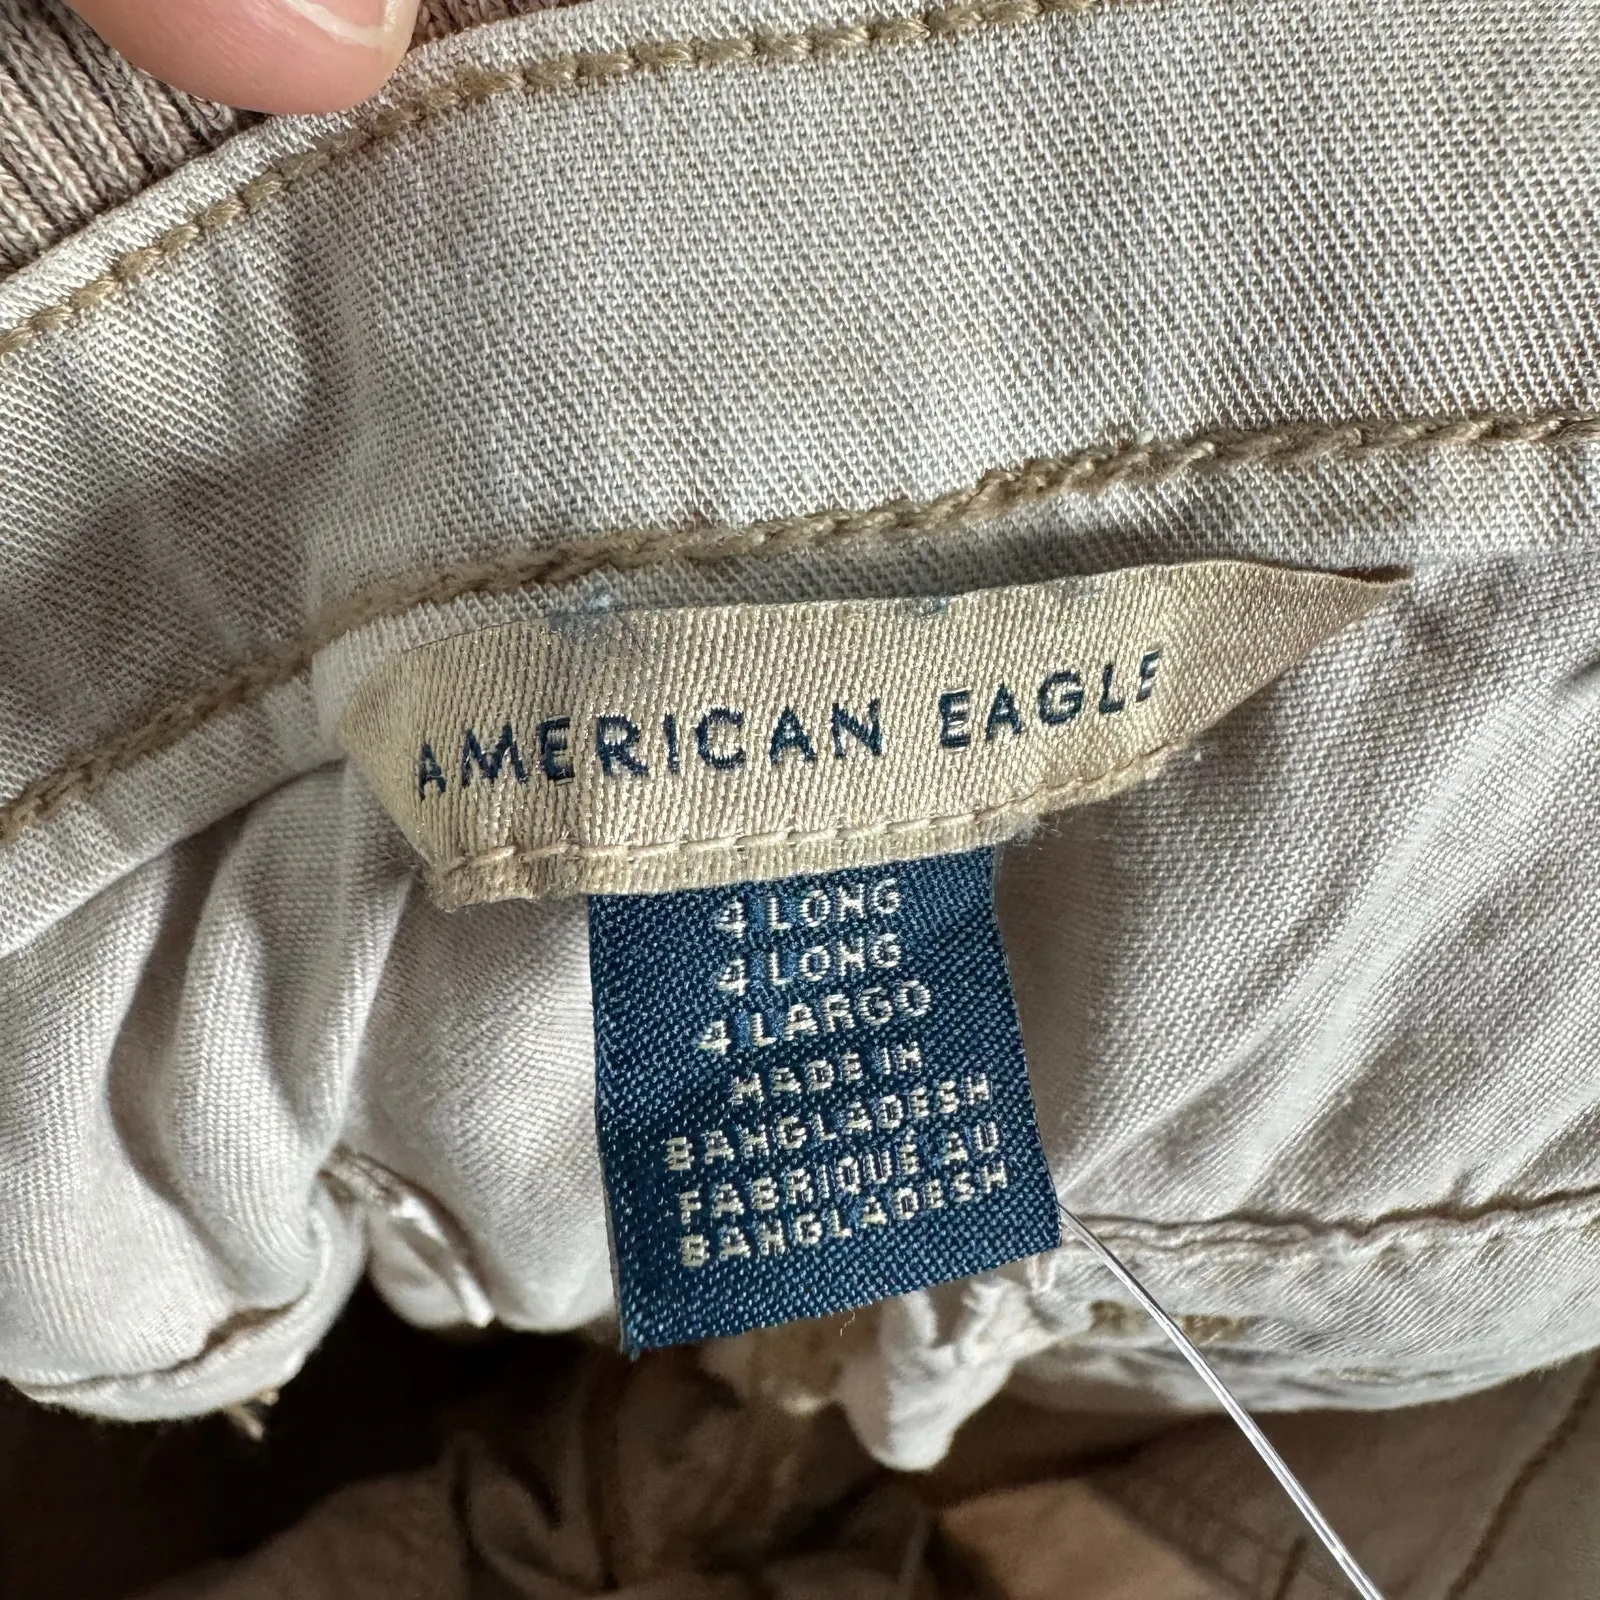 AMERICAN EAGLE
4 LONG
4 LONG
4 LARGO
MADE IN
BANGLADESH
FABRIQUÉ AU
BANGLADESH